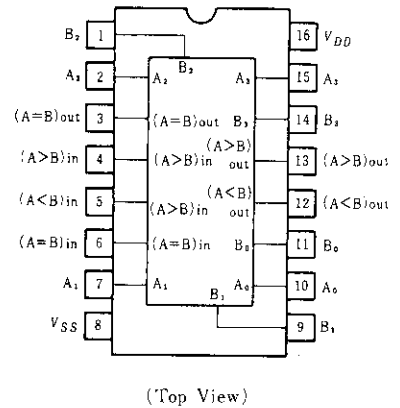 B₂ 1 16 V_DD
B₂
A₃ 2 A₂ A₃ 15 A₃
(A=B)out 3 (A=B)out B₃ 14 B₃
(A>B)in 4 (A>B)in (A>B) out 13 (A>B)out
(A<B)in 5 (A>B)in (A<B) out 12 (A<B)out
(A=B)in 6 (A=B)in B₀ 11 B₀
A₁ 7 A₁ A₀ 10 A₀
B₁
V_SS 8 9 B₁
(Top View)